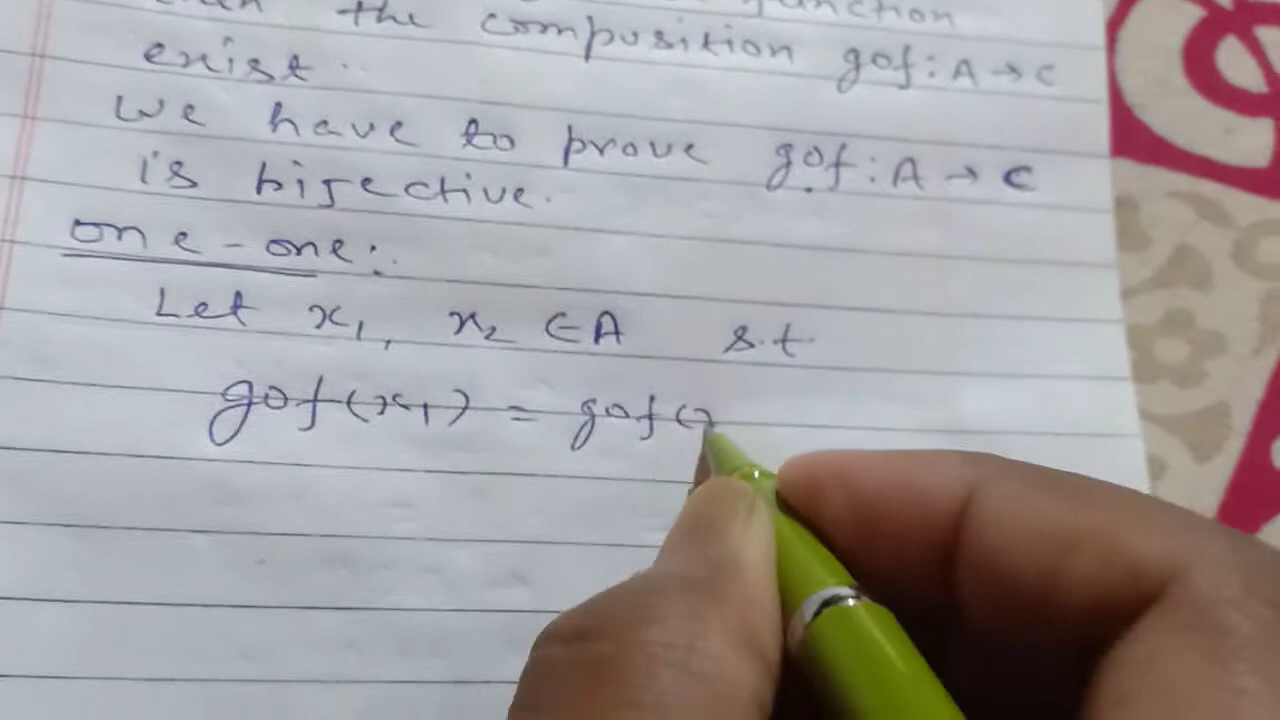 the composition gof : A → C
exist..
We have to prove gof : A → C
is bijective.
one-one:.
Let x₁, x₂ ∈ A s.t
gof(x₁) = gof(